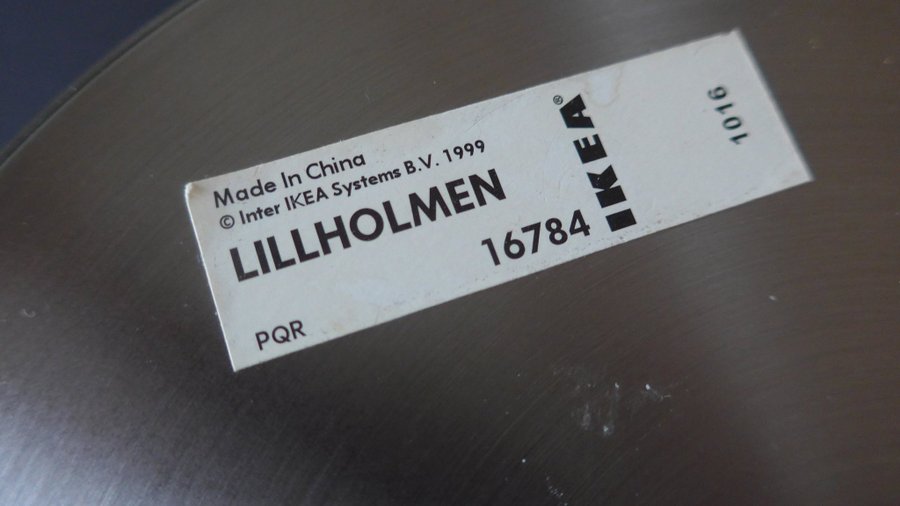 Made In China
© Inter IKEA Systems B.V. 1999
LILLHOLMEN
16784
PQR
IKEA®
1016